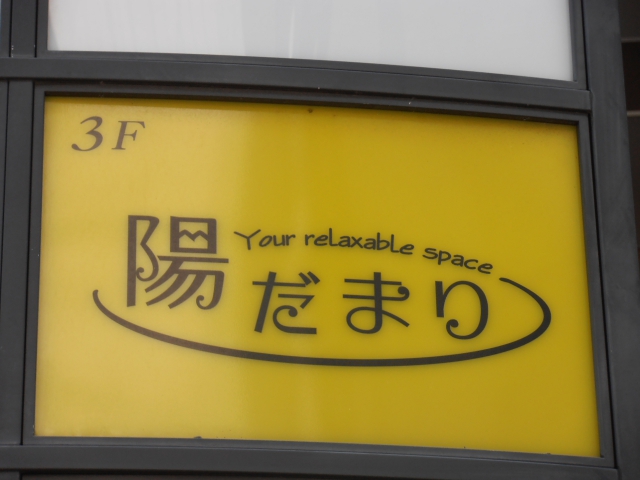 3F
Your relaxable space
陽だまり